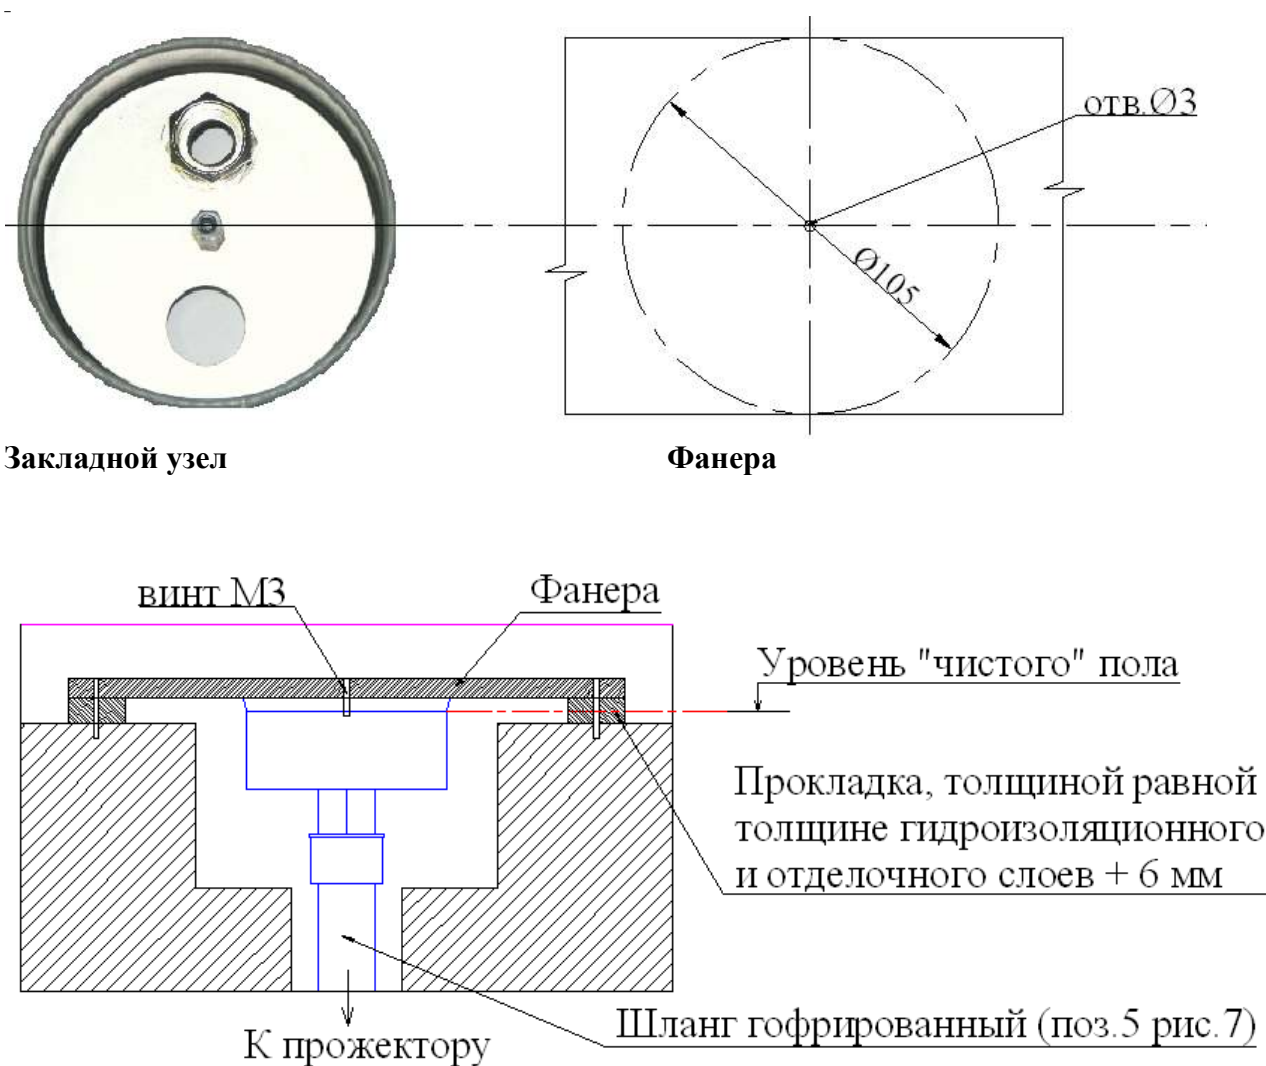 отв.Ø3
Ø105
Закладной узел
Фанера
винт М3
Фанера
Уровень "чистого" пола
Прокладка, толщиной равной
толщине гидроизоляционного
и отделочного слоев + 6 мм
Шланг гофрированный (поз.5 рис.7)
К прожектору